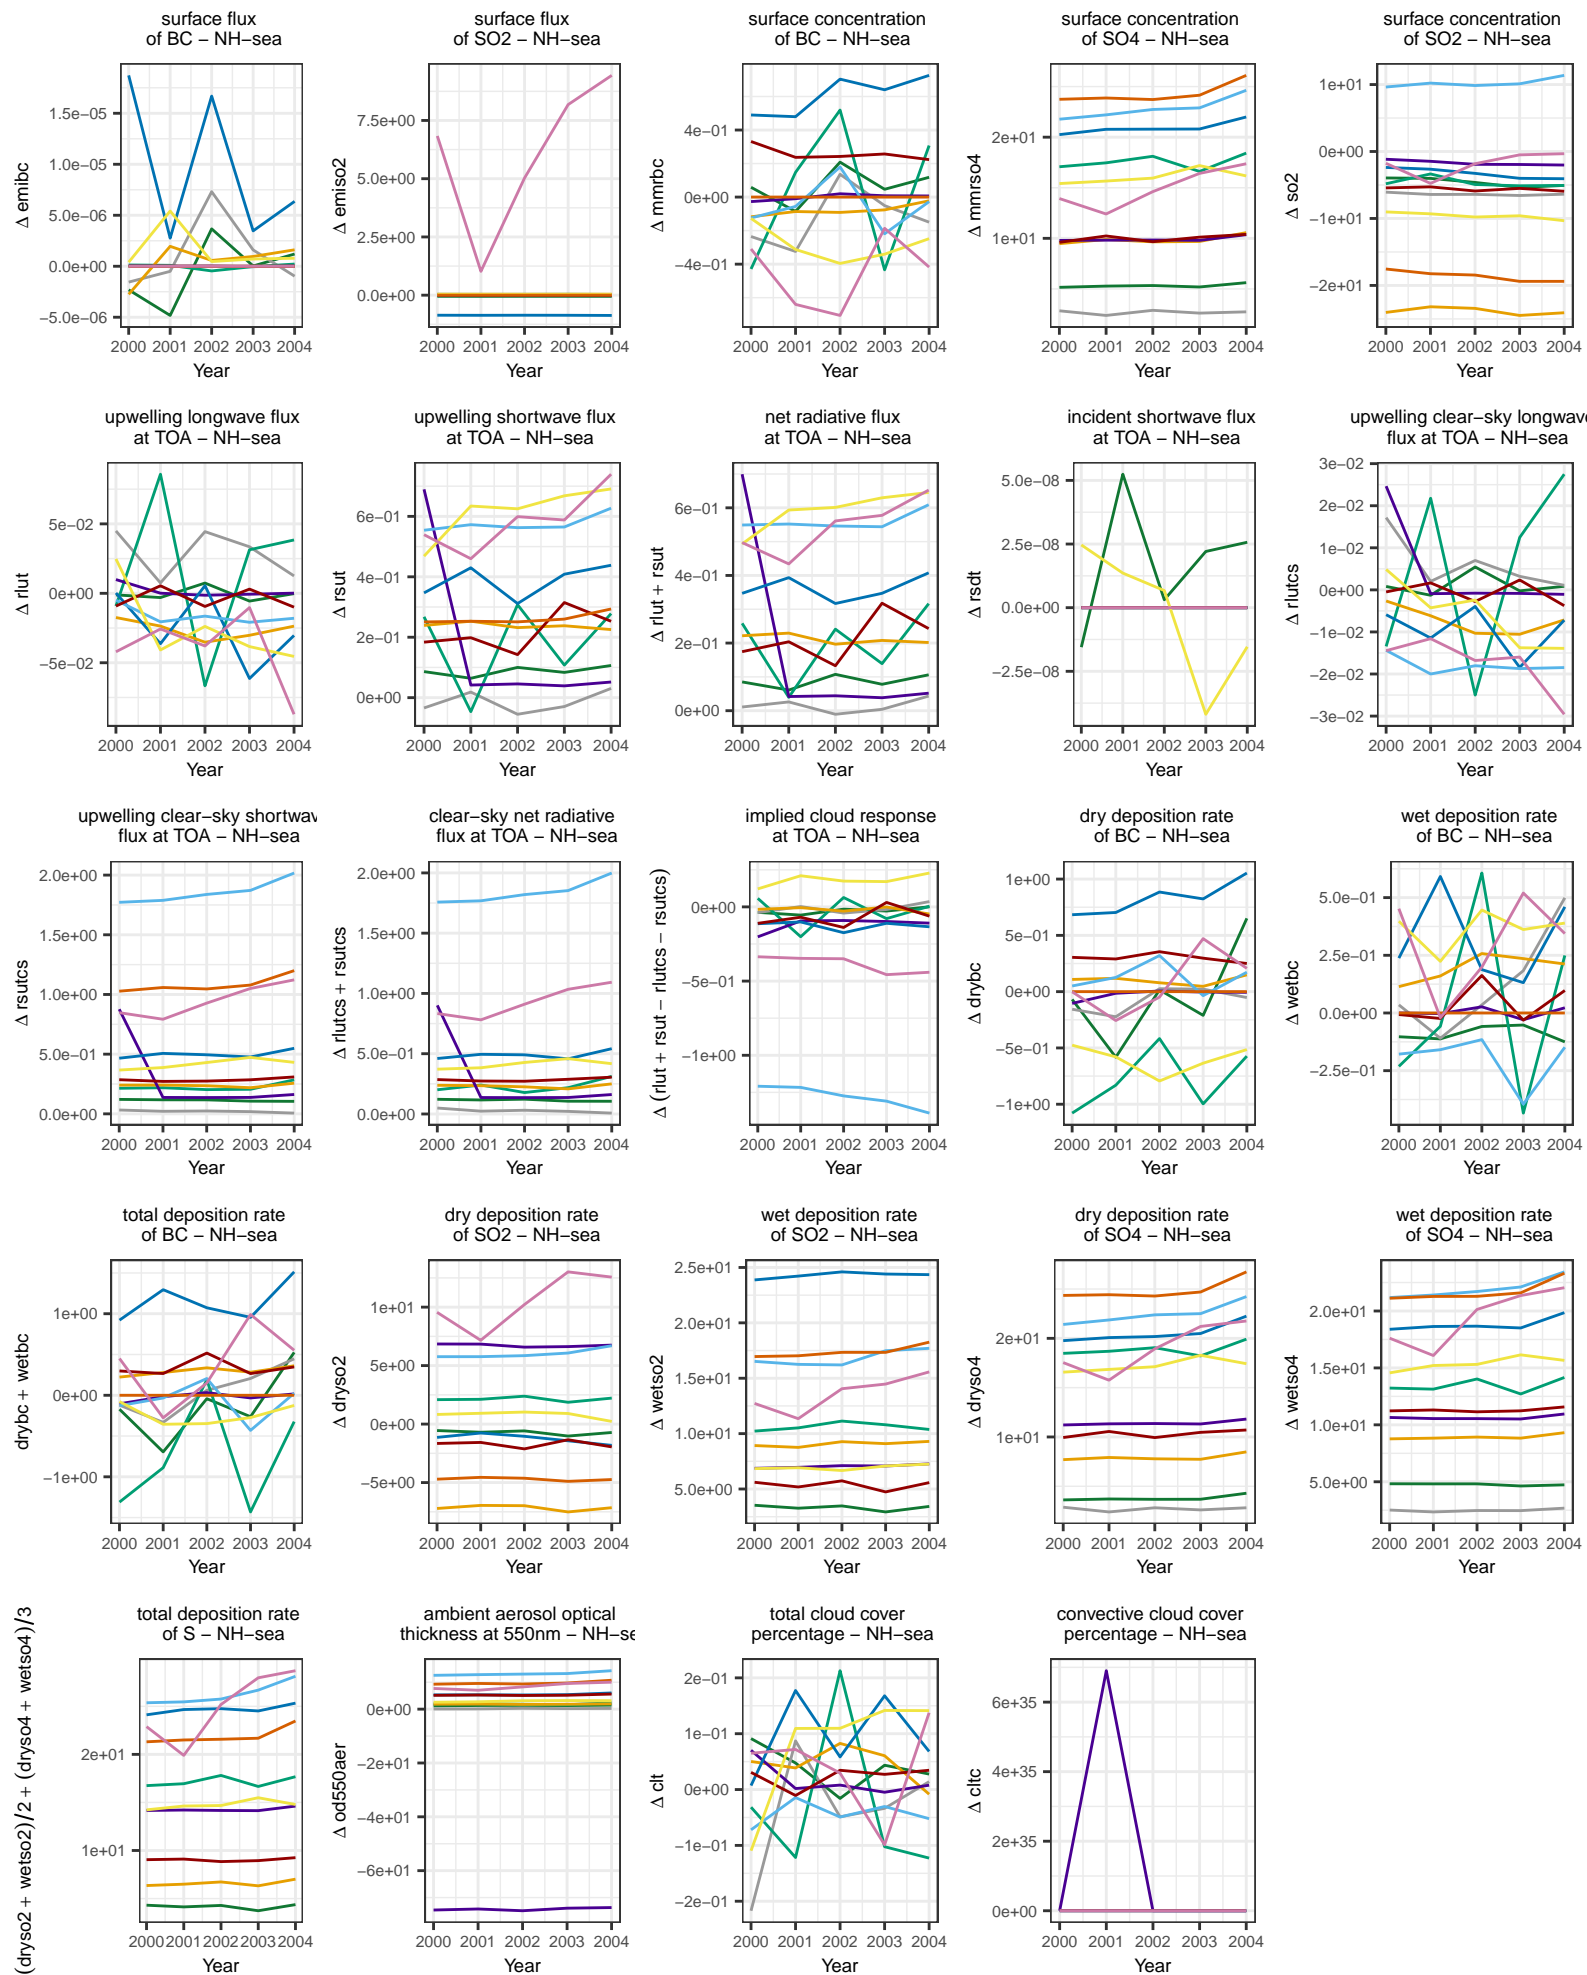 surface flux
of BC − NH−sea
Δ emibc
1.5e−05
1.0e−05
5.0e−06
0.0e+00
−5.0e−06
2000 2001 2002 2003 2004
Year
surface flux
of SO2 − NH−sea
Δ emiso2
7.5e+00
5.0e+00
2.5e+00
0.0e+00
2000 2001 2002 2003 2004
Year
surface concentration
of BC − NH−sea
Δ mmrbc
4e−01
0e+00
−4e−01
2000 2001 2002 2003 2004
Year
surface concentration
of SO4 − NH−sea
Δ mmrso4
2e+01
1e+01
2000 2001 2002 2003 2004
Year
surface concentration
of SO2 − NH−sea
Δ so2
1e+01
0e+00
−1e+01
−2e+01
2000 2001 2002 2003 2004
Year
upwelling longwave flux
at TOA − NH−sea
Δ rlut
5e−02
0e+00
−5e−02
2000 2001 2002 2003 2004
Year
upwelling shortwave flux
at TOA − NH−sea
Δ rsut
6e−01
4e−01
2e−01
0e+00
2000 2001 2002 2003 2004
Year
net radiative flux
at TOA − NH−sea
Δ rlut + rsut
6e−01
4e−01
2e−01
0e+00
2000 2001 2002 2003 2004
Year
incident shortwave flux
at TOA − NH−sea
Δ rsdt
5.0e−08
2.5e−08
0.0e+00
−2.5e−08
2000 2001 2002 2003 2004
Year
upwelling clear−sky longwave
flux at TOA − NH−sea
Δ rlutcs
3e−02
2e−02
1e−02
0e+00
−1e−02
−2e−02
−3e−02
2000 2001 2002 2003 2004
Year
upwelling clear−sky shortwav
flux at TOA − NH−sea
Δ rsutcs
2.0e+00
1.5e+00
1.0e+00
5.0e−01
0.0e+00
2000 2001 2002 2003 2004
Year
clear−sky net radiative
flux at TOA − NH−sea
Δ rlutcs + rsutcs
2.0e+00
1.5e+00
1.0e+00
5.0e−01
0.0e+00
2000 2001 2002 2003 2004
Year
implied cloud response
at TOA − NH−sea
Δ (rlut + rsut − rlutcs − rsutcs)
0e+00
−5e−01
−1e+00
2000 2001 2002 2003 2004
Year
dry deposition rate
of BC − NH−sea
Δ drybc
1e+00
5e−01
0e+00
−5e−01
−1e+00
2000 2001 2002 2003 2004
Year
wet deposition rate
of BC − NH−sea
Δ wetbc
5.0e−01
2.5e−01
0.0e+00
−2.5e−01
2000 2001 2002 2003 2004
Year
total deposition rate
of BC − NH−sea
drybc + wetbc
1e+00
0e+00
−1e+00
2000 2001 2002 2003 2004
Year
dry deposition rate
of SO2 − NH−sea
Δ dryso2
1e+01
5e+00
0e+00
−5e+00
2000 2001 2002 2003 2004
Year
wet deposition rate
of SO2 − NH−sea
Δ wetso2
2.5e+01
2.0e+01
1.5e+01
1.0e+01
5.0e+00
2000 2001 2002 2003 2004
Year
dry deposition rate
of SO4 − NH−sea
Δ dryso4
2e+01
1e+01
2000 2001 2002 2003 2004
Year
wet deposition rate
of SO4 − NH−sea
Δ wetso4
2.0e+01
1.5e+01
1.0e+01
5.0e+00
2000 2001 2002 2003 2004
Year
total deposition rate
of S − NH−sea
(dryso2 + wetso2)/2 + (dryso4 + wetso4)/3
2e+01
1e+01
2000 2001 2002 2003 2004
Year
ambient aerosol optical
thickness at 550nm − NH−se
Δ od550aer
0e+00
−2e+01
−4e+01
−6e+01
2000 2001 2002 2003 2004
Year
total cloud cover
percentage − NH−sea
Δ clt
2e−01
1e−01
0e+00
−1e−01
−2e−01
2000 2001 2002 2003 2004
Year
convective cloud cover
percentage − NH−sea
Δ cltc
6e+35
4e+35
2e+35
0e+00
2000 2001 2002 2003 2004
Year